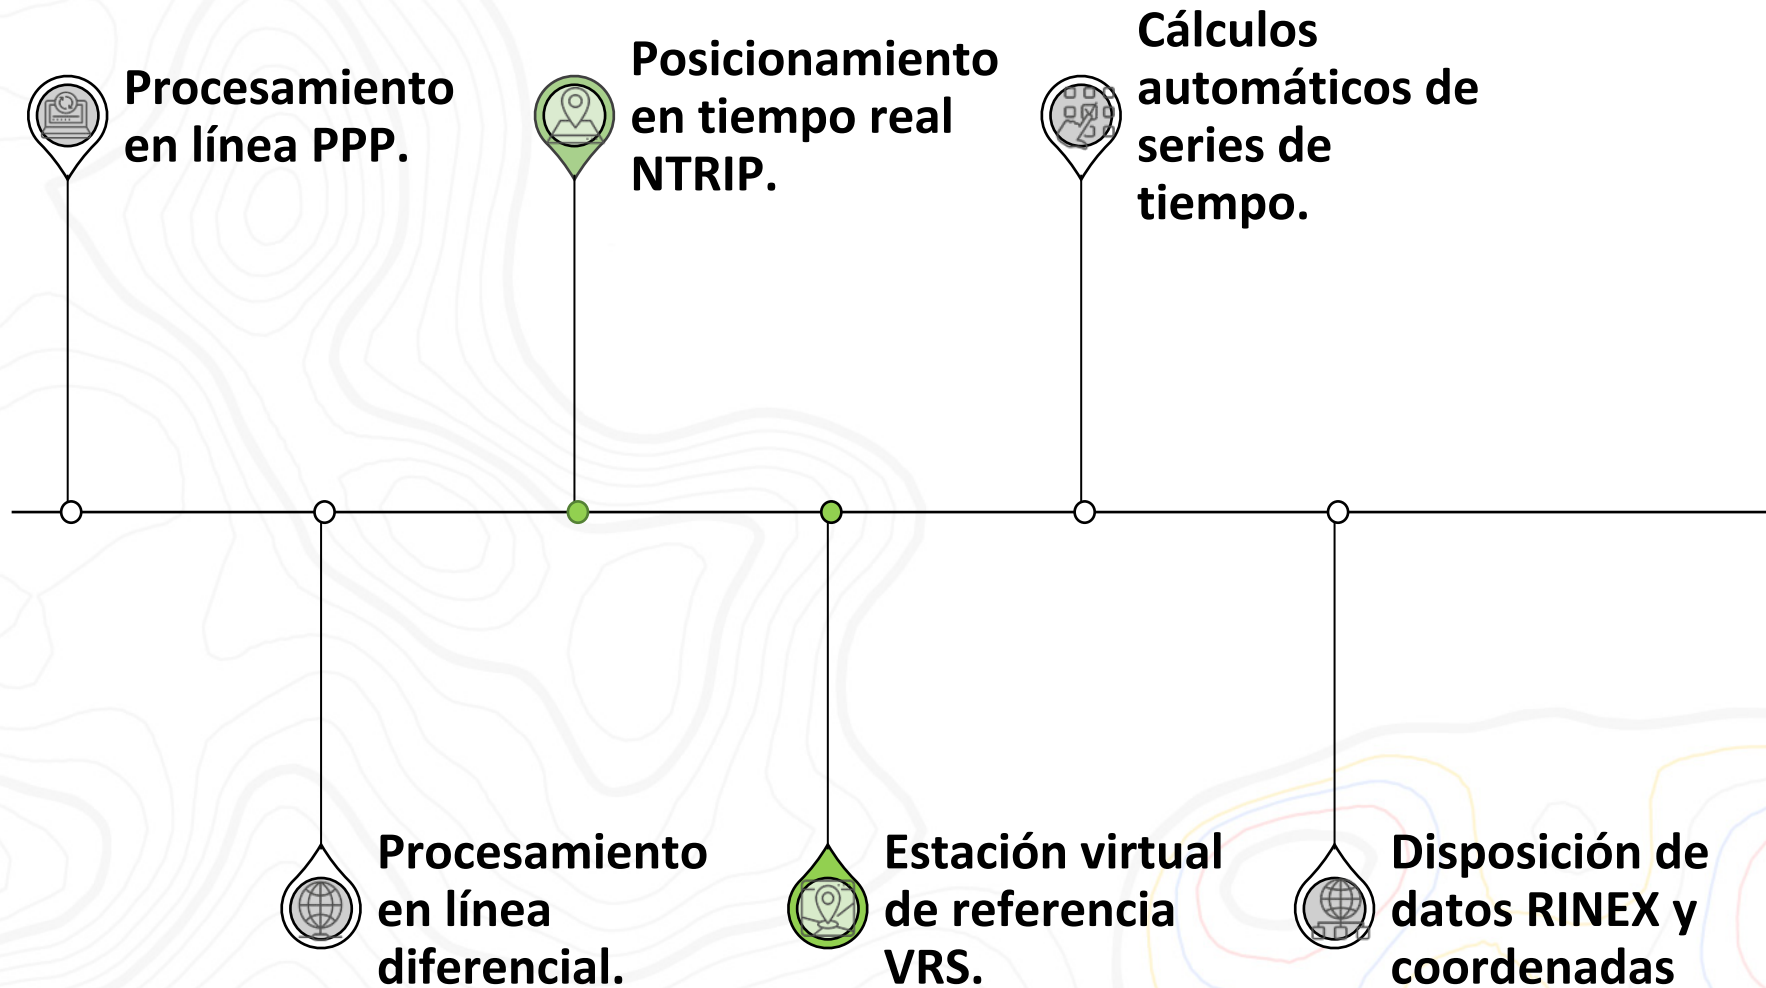 Procesamiento
en línea PPP.
Posicionamiento
en tiempo real
NTRIP.
Cálculos
automáticos de
series de
tiempo.
Procesamiento
en línea
diferencial.
Estación virtual
de referencia
VRS.
Disposición de
datos RINEX y
coordenadas